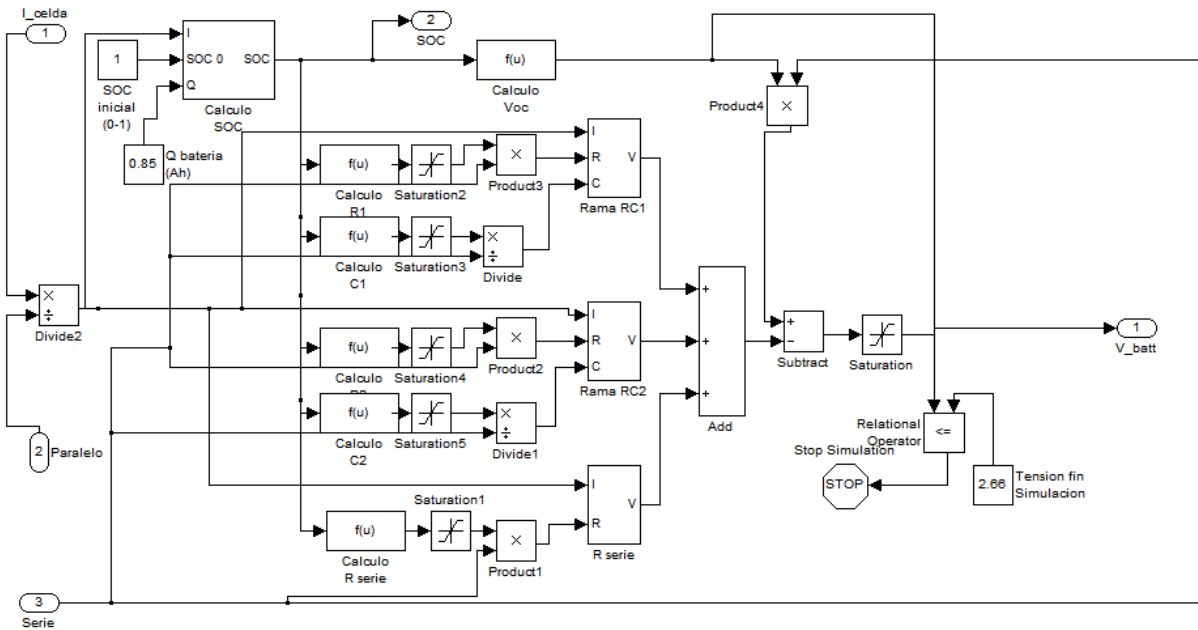 I_celda
1
1
SOC
inicial
(0-1)
I
SOC 0
Q
SOC
Calculo
SOC
0.85
Q bateria
(Ah)
2
SOC
f(u)
Calculo
Voc
Product4
×
f(u)
Calculo
R1
Saturation2
×
Product3
I
R
C
V
Rama RC1
f(u)
Calculo
C1
Saturation3
×
÷
Divide
×
÷
Divide2
f(u)
Calculo
Saturation4
×
Product2
I
R
C
V
Rama RC2
f(u)
Calculo
C2
Saturation5
×
÷
Divide1
+
+
+
Add
+
−
Subtract
Saturation
1
V_batt
2
Paralelo
Relational
Operator
<=
Stop Simulation
STOP
2.66
Tension fin
Simulacion
f(u)
Calculo
R serie
Saturation1
×
Product1
I
R
V
R serie
3
Serie